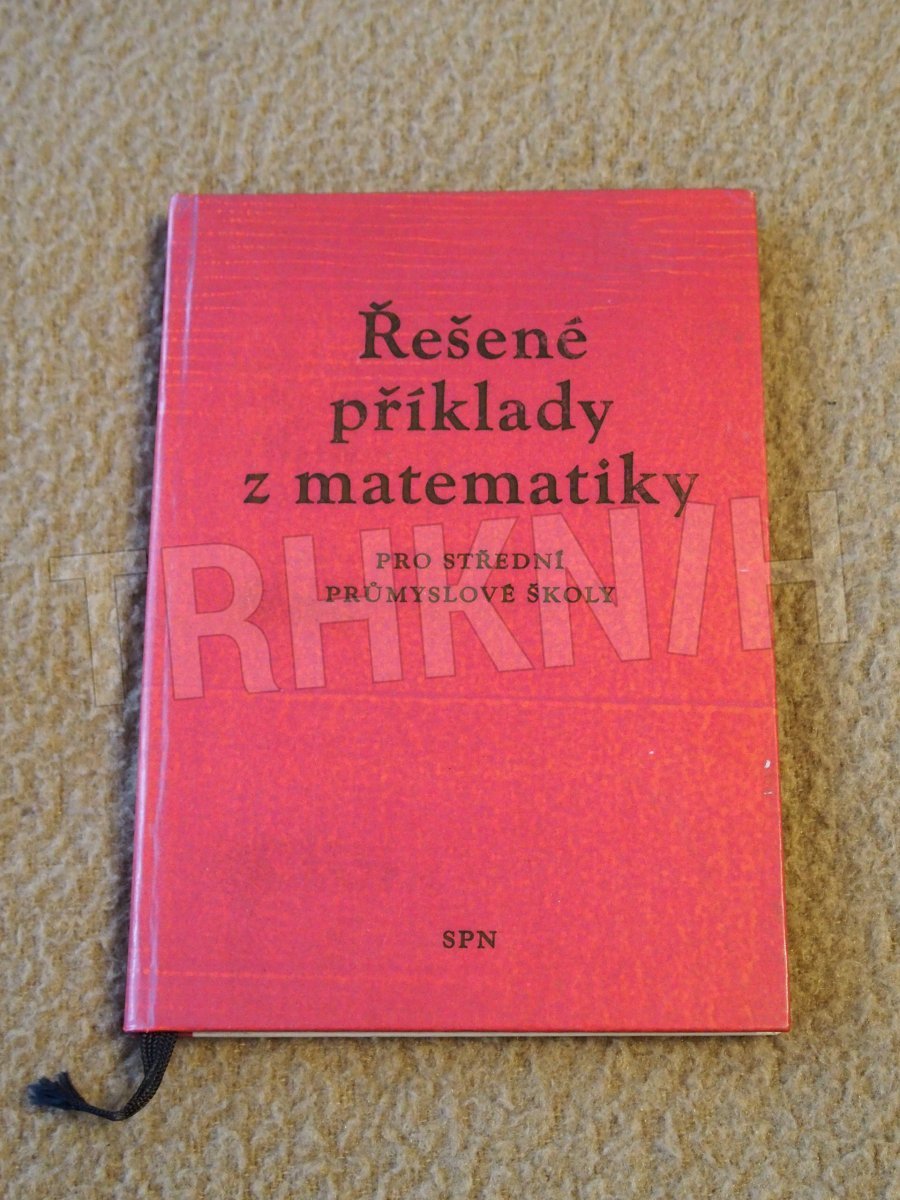 Řešené
příklady
z matematiky
PRO STŘEDNÍ
PRŮMYSLOVÉ ŠKOLY
TRHKNIH
SPN